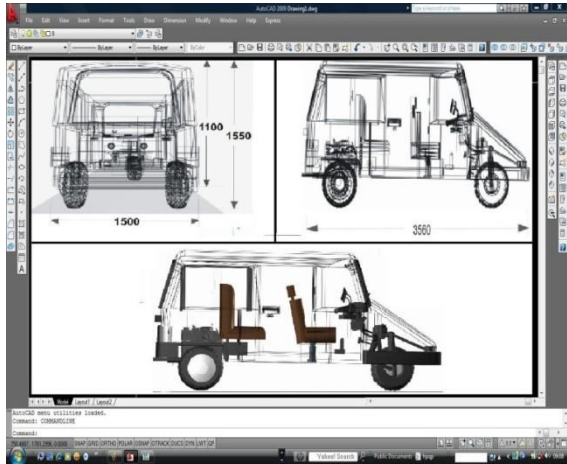 AutoCAD 2009 Drawing1.dwg
File Edit View Insert Format Tools Draw Dimension Modify Window Help Express
ByLayer ByLayer ByLayer ByColor
1100
1550
1500
3560
Model Layout1 Layout2
AutoCAD menu utilities loaded.
Command: COMMANDLINE
Command:
SNAP GRID ORTHO POLAR OSNAP OTRACK DUCS DYN LWT QP
Yahoo! Search Public Documents